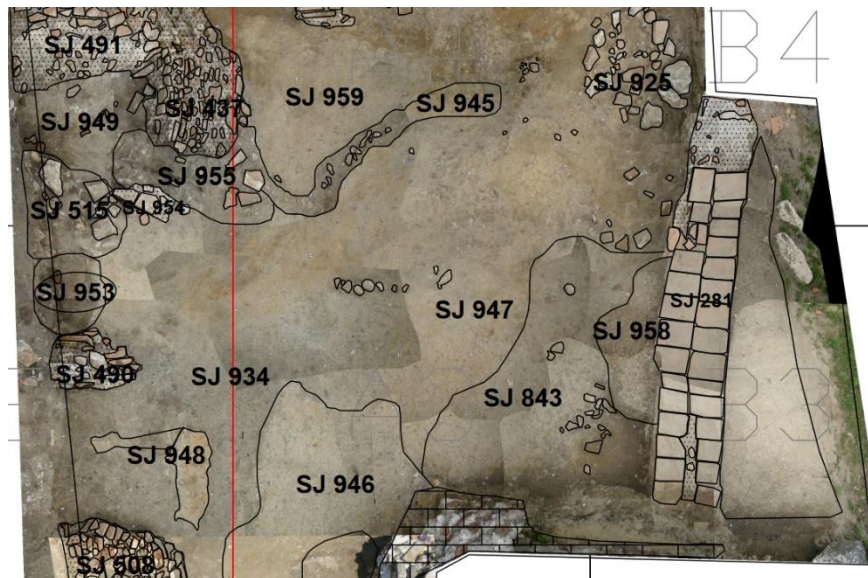 SJ 491
B4
SJ 437
SJ 959
SJ 945
SJ 925
SJ 949
SJ 955
SJ 515
SJ 954
SJ 953
SJ 947
SJ 281
SJ 958
SJ 490
SJ 934
SJ 843
B3
SJ 948
SJ 946
SJ 508